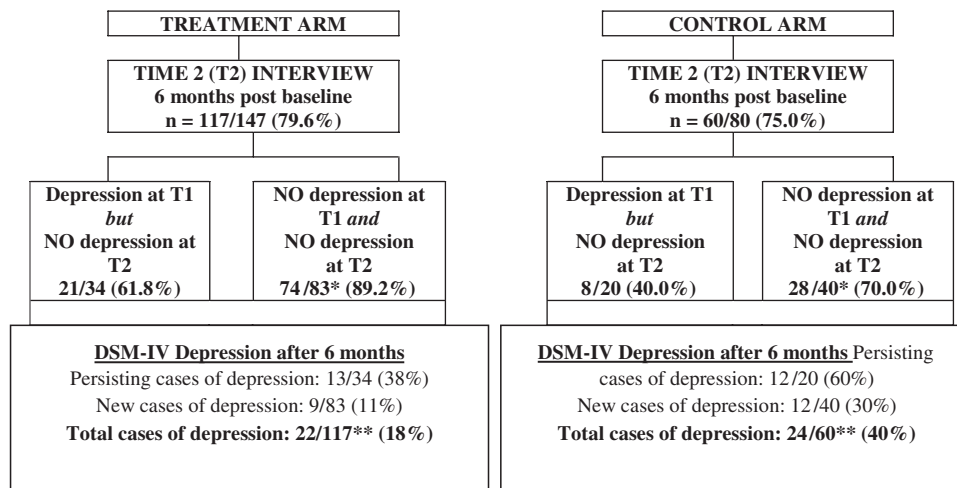 TREATMENT ARM
TIME 2 (T2) INTERVIEW
6 months post baseline
n = 117/147 (79.6%)
Depression at T1
but
NO depression at
T2
21/34 (61.8%)
NO depression at
T1 and
NO depression
at T2
74/83* (89.2%)
DSM-IV Depression after 6 months
Persisting cases of depression: 13/34 (38%)
New cases of depression: 9/83 (11%)
Total cases of depression: 22/117** (18%)
CONTROL ARM
TIME 2 (T2) INTERVIEW
6 months post baseline
n = 60/80 (75.0%)
Depression at T1
but
NO depression at
T2
8/20 (40.0%)
NO depression at
T1 and
NO depression
at T2
28/40* (70.0%)
DSM-IV Depression after 6 months Persisting
cases of depression: 12/20 (60%)
New cases of depression: 12/40 (30%)
Total cases of depression: 24/60** (40%)